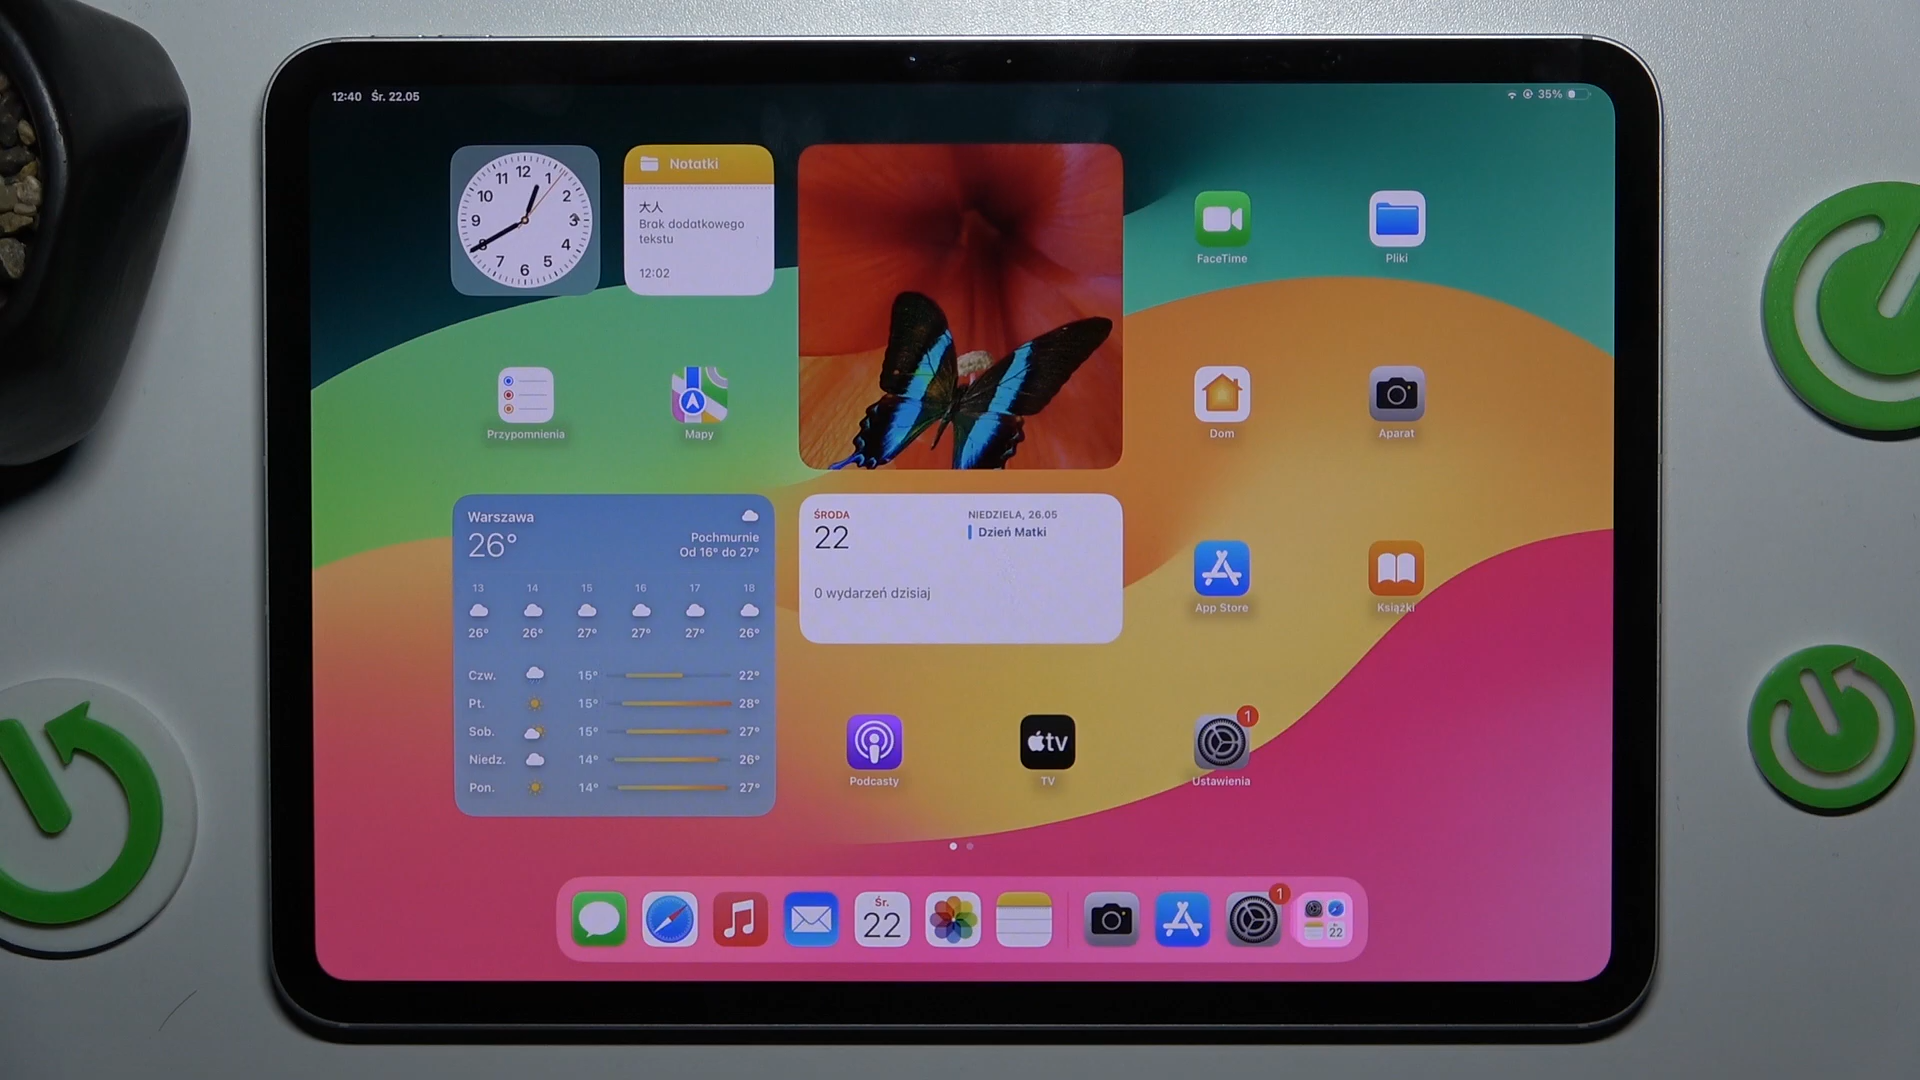 12:40 Śr. 22.05
35%
12
1
2
3
4
5
6
7
8
9
10
11
Notatki
大人
Brak dodatkowego
tekstu
12:02
FaceTime
Pliki
Przypomnienia
Mapy
Dom
Aparat
Warszawa
26°
Pochmurnie
Od 16° do 27°
13 14 15 16 17 18
26° 26° 27° 27° 27° 26°
Czw. 15° 22°
Pt. 15° 28°
Sob. 15° 27°
Niedz. 14° 26°
Pon. 14° 27°
ŚRODA
22
NIEDZIELA, 26.05
Dzień Matki
0 wydarzeń dzisiaj
App Store
Książki
tv
1
Podcasty
TV
Ustawienia
Śr.
22
1
22